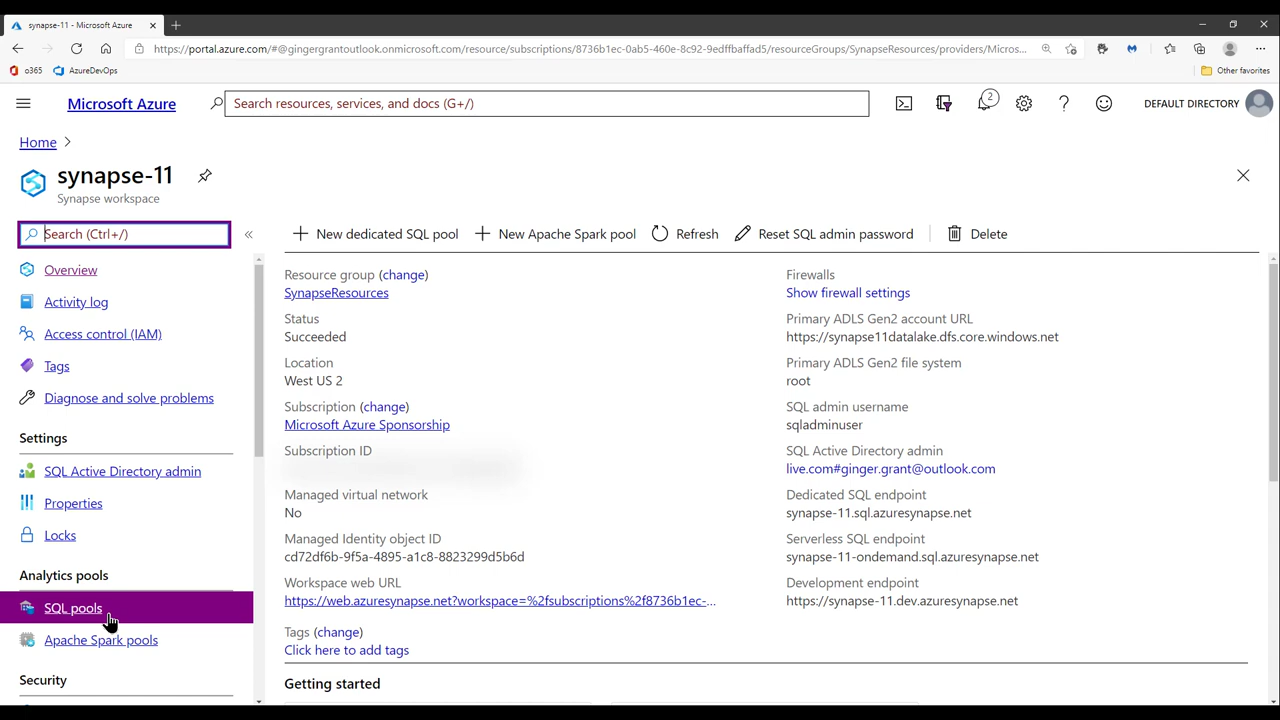 synapse-11 - Microsoft Azure
https://portal.azure.com/#@gingergrantoutlook.onmicrosoft.com/resource/subscriptions/8736b1ec-0ab5-460e-8c92-9edffbaffad5/resourceGroups/SynapseResources/providers/Micros...
o365
AzureDevOps
Other favorites
Microsoft Azure
Search resources, services, and docs (G+/)
2
DEFAULT DIRECTORY
Home >
synapse-11
Synapse workspace
Search (Ctrl+/)
«
Overview
Activity log
Access control (IAM)
Tags
Diagnose and solve problems
Settings
SQL Active Directory admin
Properties
Locks
Analytics pools
SQL pools
Apache Spark pools
Security
New dedicated SQL pool
New Apache Spark pool
Refresh
Reset SQL admin password
Delete
Resource group (change)
SynapseResources
Status
Succeeded
Location
West US 2
Subscription (change)
Microsoft Azure Sponsorship
Subscription ID
Managed virtual network
No
Managed Identity object ID
cd72df6b-9f5a-4895-a1c8-8823299d5b6d
Workspace web URL
https://web.azuresynapse.net?workspace=%2fsubscriptions%2f8736b1ec-...
Tags (change)
Click here to add tags
Firewalls
Show firewall settings
Primary ADLS Gen2 account URL
https://synapse11datalake.dfs.core.windows.net
Primary ADLS Gen2 file system
root
SQL admin username
sqladminuser
SQL Active Directory admin
live.com#ginger.grant@outlook.com
Dedicated SQL endpoint
synapse-11.sql.azuresynapse.net
Serverless SQL endpoint
synapse-11-ondemand.sql.azuresynapse.net
Development endpoint
https://synapse-11.dev.azuresynapse.net
Getting started